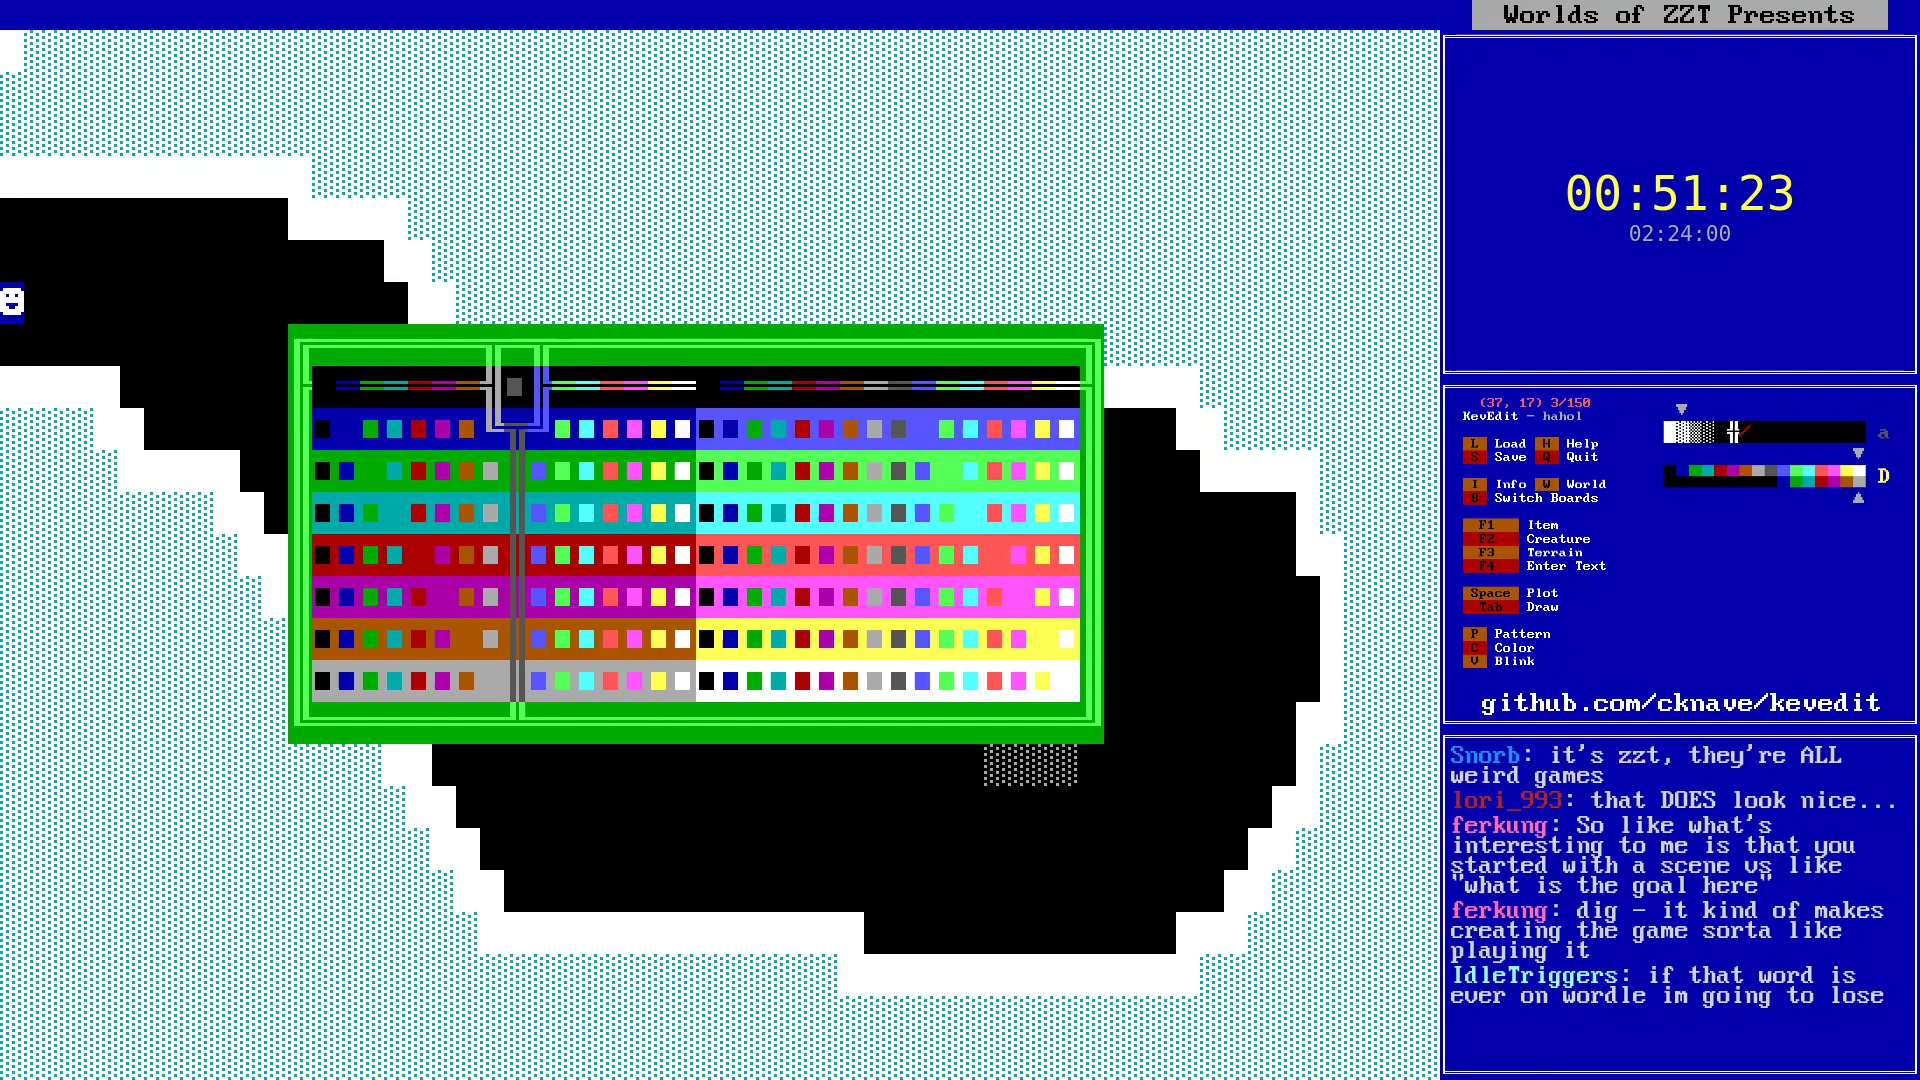 Worlds of ZZT Presents
00:51:23
02:24:00
(37, 17) 3/150
KevEdit - hahol
L Load H Help
S Save Q Quit
I Info W World
B Switch Boards
F1 Item
F2 Creature
F3 Terrain
F4 Enter Text
Space Plot
Tab Draw
P Pattern
C Color
V Blink
a
D
github.com/cknave/kevedit
Snorb: it's zzt, they're ALL
weird games
lori_993: that DOES look nice...
ferkung: So like what's
interesting to me is that you
started with a scene vs like
"what is the goal here"
ferkung: dig - it kind of makes
creating the game sorta like
playing it
IdleTriggers: if that word is
ever on wordle im going to lose